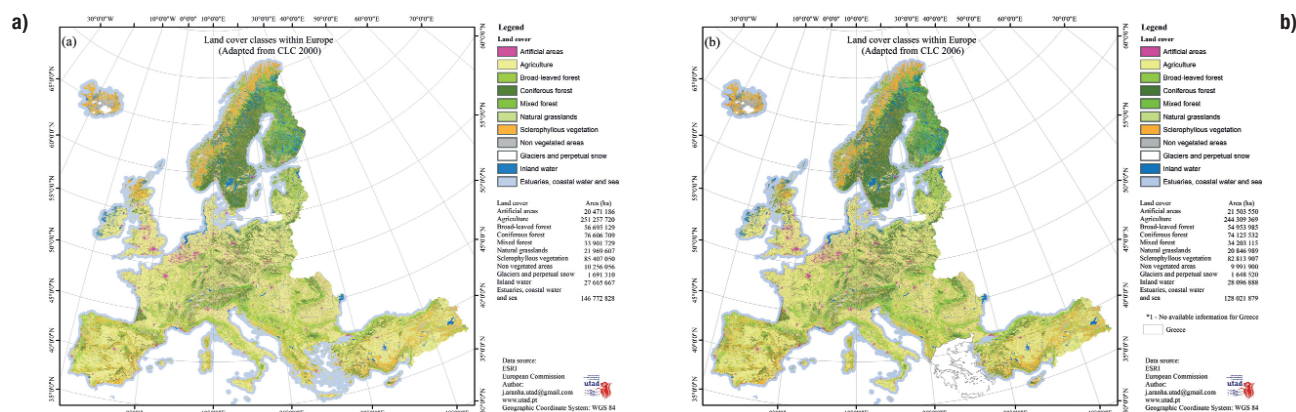 a)
b)
(a)
Land cover classes within Europe
(Adapted from CLC 2000)
Legend
Land cover
Artificial areas
Agriculture
Broad-leaved forest
Coniferous forest
Mixed forest
Natural grasslands
Sclerophyllous vegetation
Non vegetated areas
Glaciers and perpetual snow
Inland water
Estuaries, coastal water and sea
Land cover Area (ha)
Artificial areas 20 471 186
Agriculture 251 257 720
Broad-leaved forest 56 695 129
Coniferous forest 76 606 709
Mixed forest 33 901 729
Natural grasslands 21 969 607
Sclerophyllous vegetation 85 407 050
Non vegetated areas 10 256 056
Glaciers and perpetual snow 1 691 310
Inland water 27 665 667
Estuaries, coastal water
and sea 146 772 828
Data source:
ESRI
European Commission
Author:
j.aranha.utad@gmail.com
www.utad.pt
Geographic Coordinate System: WGS 84
utad
(b)
Land cover classes within Europe
(Adapted from CLC 2006)
Legend
Land cover
Artificial areas
Agriculture
Broad-leaved forest
Coniferous forest
Mixed forest
Natural grasslands
Sclerophyllous vegetation
Non vegetated areas
Glaciers and perpetual snow
Inland water
Estuaries, coastal water and sea
Land cover Area (ha)
Artificial areas 21 503 550
Agriculture 244 309 369
Broad-leaved forest 54 953 985
Coniferous forest 74 125 532
Mixed forest 34 203 115
Natural grasslands 20 846 989
Sclerophyllous vegetation 82 813 907
Non vegetated areas 9 991 900
Glaciers and perpetual snow 1 648 520
Inland water 28 096 888
Estuaries, coastal water
and sea 128 021 879
*1 - No available information for Greece
Greece
Data source:
ESRI
European Commission
Author:
j.aranha.utad@gmail.com
www.utad.pt
Geographic Coordinate System: WGS 84
utad